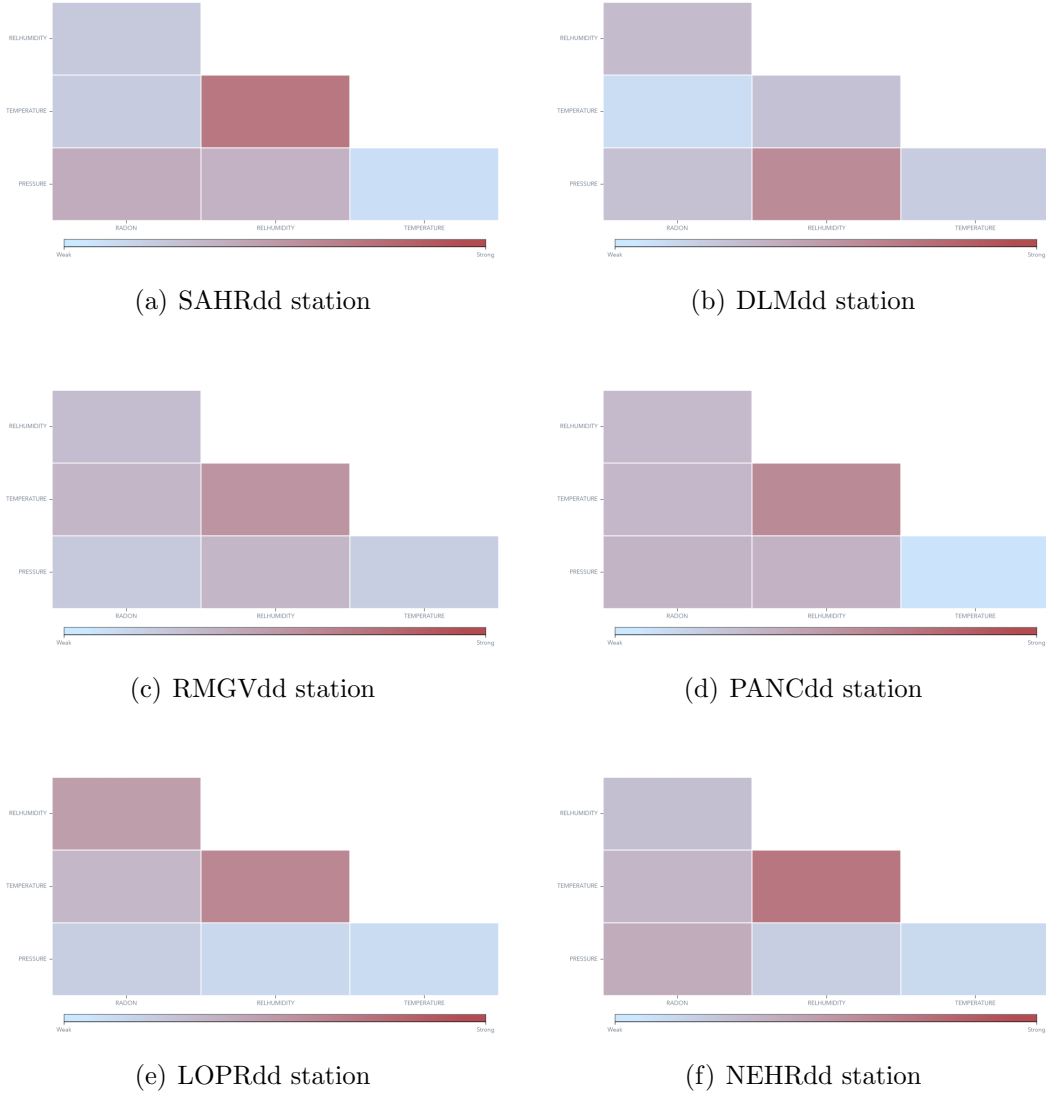 RELHUMIDITY
TEMPERATURE
PRESSURE
RADON RELHUMIDITY TEMPERATURE
Weak Strong
(a) SAHRdd station
RELHUMIDITY
TEMPERATURE
PRESSURE
RADON RELHUMIDITY TEMPERATURE
Weak Strong
(b) DLMdd station
RELHUMIDITY
TEMPERATURE
PRESSURE
RADON RELHUMIDITY TEMPERATURE
Weak Strong
(c) RMGVdd station
RELHUMIDITY
TEMPERATURE
PRESSURE
RADON RELHUMIDITY TEMPERATURE
Weak Strong
(d) PANCdd station
RELHUMIDITY
TEMPERATURE
PRESSURE
RADON RELHUMIDITY TEMPERATURE
Weak Strong
(e) LOPRdd station
RELHUMIDITY
TEMPERATURE
PRESSURE
RADON RELHUMIDITY TEMPERATURE
Weak Strong
(f) NEHRdd station